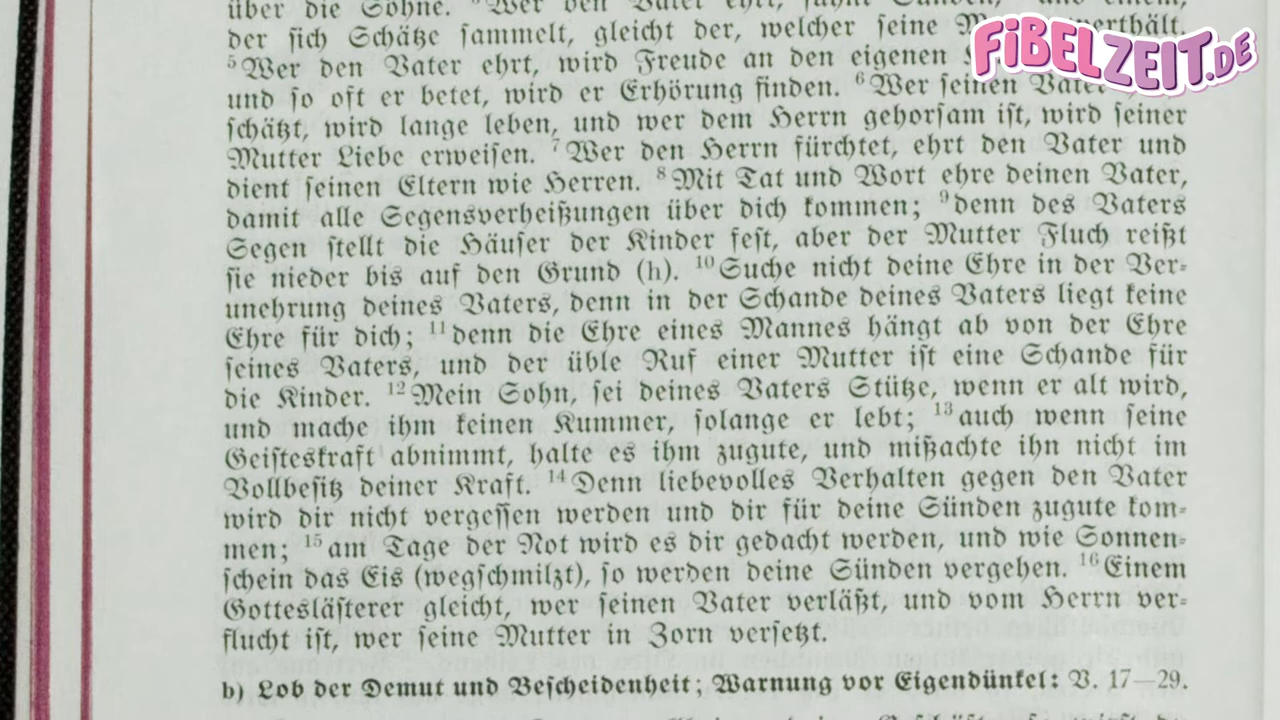 über die Söhne. Wer den Vater ehrt,
der sich Schätze sammelt, gleicht der, welcher seine
⁵Wer den Vater ehrt, wird Freude an den eigenen
und so oft er betet, wird er Erhörung finden. ⁶Wer seinen Vater
schätzt, wird lange leben, und wer dem Herrn gehorsam ist, wird seiner
Mutter Liebe erweisen. ⁷Wer den Herrn fürchtet, ehrt den Vater und
dient seinen Eltern wie Herren. ⁸Mit Tat und Wort ehre deinen Vater,
damit alle Segensverheißungen über dich kommen; ⁹denn des Vaters
Segen stellt die Häuser der Kinder fest, aber der Mutter Fluch reißt
sie nieder bis auf den Grund (h). ¹⁰Suche nicht deine Ehre in der Ver-
unehrung deines Vaters, denn in der Schande deines Vaters liegt keine
Ehre für dich; ¹¹denn die Ehre eines Mannes hängt ab von der Ehre
seines Vaters, und der üble Ruf einer Mutter ist eine Schande für
die Kinder. ¹²Mein Sohn, sei deines Vaters Stütze, wenn er alt wird,
und mache ihm keinen Kummer, solange er lebt; ¹³auch wenn seine
Geisteskraft abnimmt, halte es ihm zugute, und mißachte ihn nicht im
Vollbesitz deiner Kraft. ¹⁴Denn liebevolles Verhalten gegen den Vater
wird dir nicht vergessen werden und dir für deine Sünden zugute kom-
men; ¹⁵am Tage der Not wird es dir gedacht werden, und wie Sonnen-
schein das Eis (wegschmilzt), so werden deine Sünden vergehen. ¹⁶Einem
Gotteslästerer gleicht, wer seinen Vater verläßt, und vom Herrn ver-
flucht ist, wer seine Mutter in Zorn versetzt.
b) Lob der Demut und Bescheidenheit; Warnung vor Eigendünkel: V. 17—29.
FiBELZEIT.DE